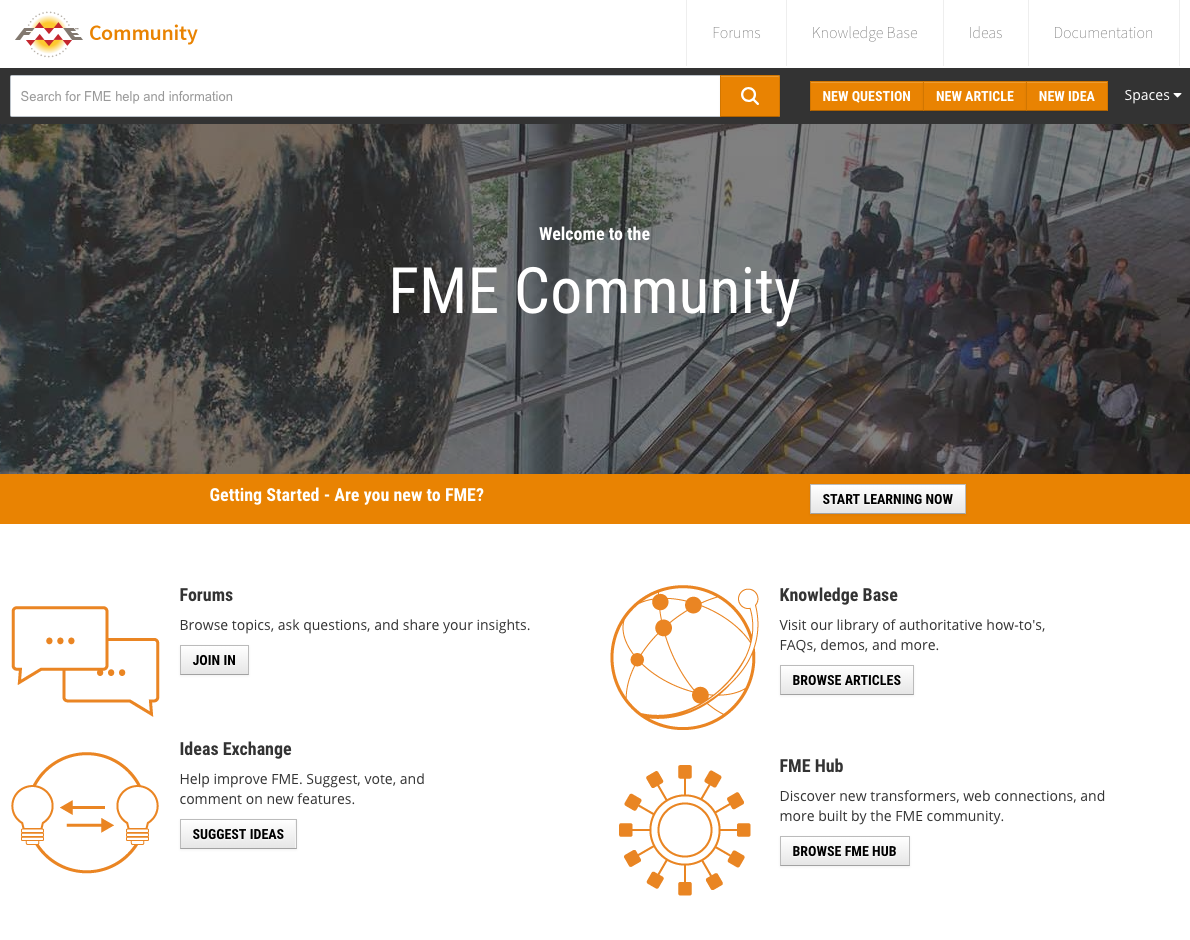 FME Community
Forums
Knowledge Base
Ideas
Documentation
Search for FME help and information
NEW QUESTION
NEW ARTICLE
NEW IDEA
Spaces
Welcome to the
FME Community
Getting Started - Are you new to FME?
START LEARNING NOW
Forums
Browse topics, ask questions, and share your insights.
JOIN IN
Knowledge Base
Visit our library of authoritative how-to's,
FAQs, demos, and more.
BROWSE ARTICLES
Ideas Exchange
Help improve FME. Suggest, vote, and
comment on new features.
SUGGEST IDEAS
FME Hub
Discover new transformers, web connections, and
more built by the FME community.
BROWSE FME HUB